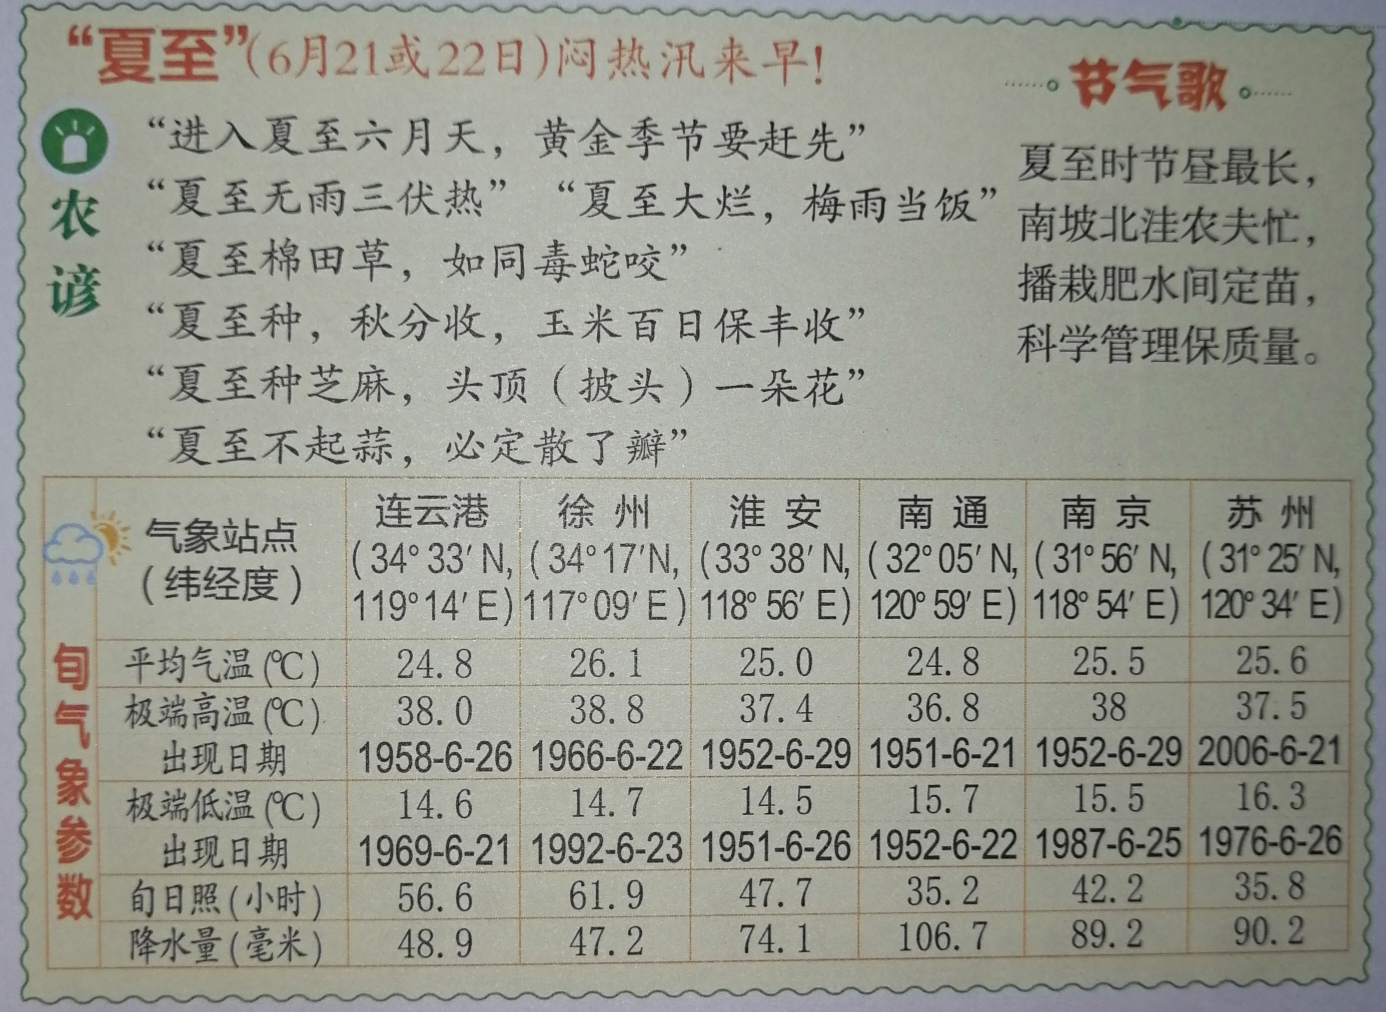 “夏至”(6月21或22日)闷热汛来早!
农谚
“进入夏至六月天，黄金季节要赶先”
“夏至无雨三伏热” “夏至大烂，梅雨当饭”
“夏至棉田草，如同毒蛇咬”
“夏至种，秋分收，玉米百日保丰收”
“夏至种芝麻，头顶（披头）一朵花”
“夏至不起蒜，必定散了瓣”
节气歌
夏至时节昼最长，
南坡北洼农夫忙，
播栽肥水间定苗，
科学管理保质量。
旬气象参数
气象站点（纬经度） 连云港(34°33′N, 119°14′E) 徐州(34°17′N, 117°09′E) 淮安(33°38′N, 118°56′E) 南通(32°05′N, 120°59′E) 南京(31°56′N, 118°54′E) 苏州(31°25′N, 120°34′E)
平均气温(℃) 24.8 26.1 25.0 24.8 25.5 25.6
极端高温(℃) 38.0 38.8 37.4 36.8 38 37.5
出现日期 1958-6-26 1966-6-22 1952-6-29 1951-6-21 1952-6-29 2006-6-21
极端低温(℃) 14.6 14.7 14.5 15.7 15.5 16.3
出现日期 1969-6-21 1992-6-23 1951-6-26 1952-6-22 1987-6-25 1976-6-26
旬日照(小时) 56.6 61.9 47.7 35.2 42.2 35.8
降水量(毫米) 48.9 47.2 74.1 106.7 89.2 90.2